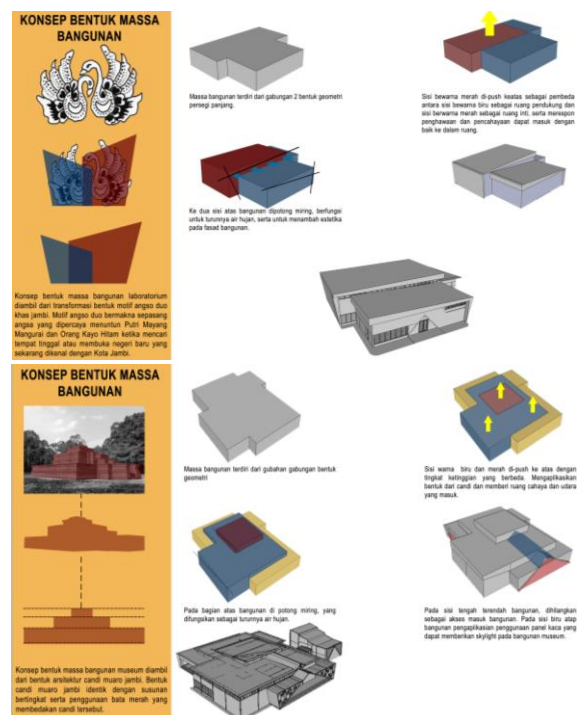 KONSEP BENTUK MASSA
BANGUNAN
Konsep bentuk massa bangunan laboratorium
diambil dari transformasi bentuk motif angso duo
khas jambi. Motif angso duo bermakna sepasang
angsa yang dipercaya menuntun Putri Mayang
Mangurai dan Orang Kayo Hitam ketika mencari
tempat tinggal atau membuka negeri baru yang
sekarang dikenal dengan Kota Jambi.
Massa bangunan terdiri dari gabungan 2 bentuk geometri
persegi panjang.
Sisi bewarna merah di-push keatas sebagai pembeda
antara sisi bewarna biru sebagai ruang pendukung dan
sisi berwarna merah sebagai ruang inti, serta merespon
penghawaan dan pencahayaan dapat masuk dengan
baik ke dalam ruang.
Ke dua sisi atas bangunan dipotong miring, berfungsi
untuk turunnya air hujan, serta untuk menambah estetika
pada fasad bangunan.
KONSEP BENTUK MASSA
BANGUNAN
Konsep bentuk massa bangunan museum diambil
dari bentuk arsitektur candi muaro jambi. Bentuk
candi muaro jambi identik dengan susunan
bertingkat serta penggunaan bata merah yang
membedakan candi tersebut.
Massa bangunan terdiri dari gubahan gabungan bentuk
geometri
Sisi warna biru dan merah di-push ke atas dengan
tingkat ketinggian yang berbeda. Mengaplikasikan
bentuk dari candi dan memberi ruang cahaya dan udara
yang masuk.
Pada bagian atas bangunan di potong miring, yang
difungsikan sebagai turunnya air hujan.
Pada sisi tengah terendah bangunan, dihilangkan
sebagai akses masuk bangunan. Pada sisi biru atap
bangunan pengaplikasian penggunaan panel kaca yang
dapat memberikan skylight pada bangunan museum.